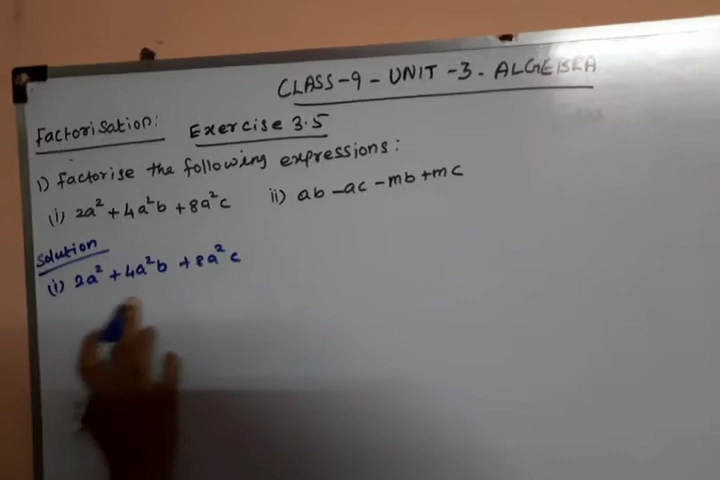 CLASS-9-UNIT-3-ALGEBRA
Factorisation: Exercise 3.5
1) factorise the following expressions:
(i) 2a² + 4a²b + 8a²c ii) ab - ac - mb + mc
Solution
(i) 2a² + 4a²b + 8a²c